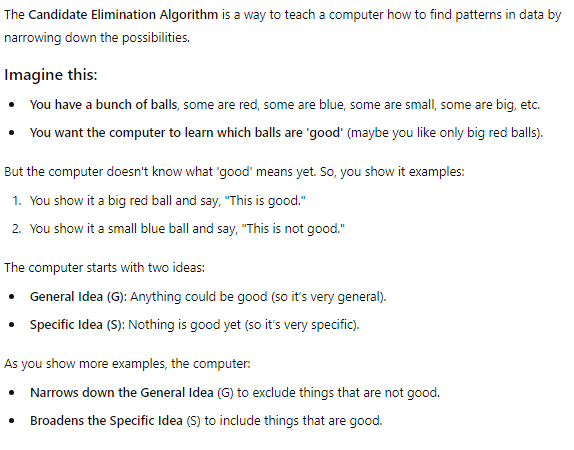 The Candidate Elimination Algorithm is a way to teach a computer how to find patterns in data by
narrowing down the possibilities.
Imagine this:
• You have a bunch of balls, some are red, some are blue, some are small, some are big, etc.
• You want the computer to learn which balls are 'good' (maybe you like only big red balls).
But the computer doesn't know what 'good' means yet. So, you show it examples:
1. You show it a big red ball and say, "This is good."
2. You show it a small blue ball and say, "This is not good."
The computer starts with two ideas:
• General Idea (G): Anything could be good (so it's very general).
• Specific Idea (S): Nothing is good yet (so it's very specific).
As you show more examples, the computer:
• Narrows down the General Idea (G) to exclude things that are not good.
• Broadens the Specific Idea (S) to include things that are good.